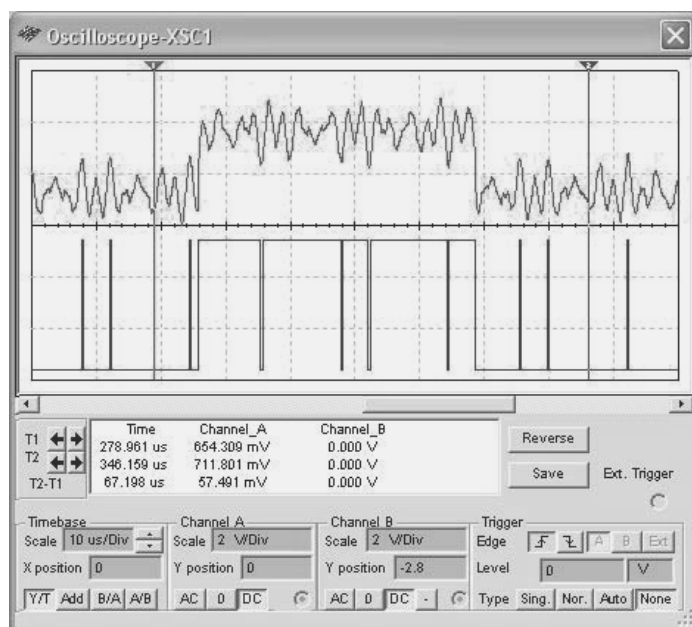 Oscilloscope-XSC1
1 2
Time Channel_A Channel_B
T1 278.961 us 654.309 mV 0.000 V
T2 346.159 us 711.801 mV 0.000 V
T2-T1 67.198 us 57.491 mV 0.000 V
Reverse
Save
Ext. Trigger
Timebase
Scale 10 us/Div
X position 0
Y/T Add B/A A/B
Channel A
Scale 2 V/Div
Y position 0
AC 0 DC
Channel B
Scale 2 V/Div
Y position -2.8
AC 0 DC -
Trigger
Edge A B Ext
Level 0 V
Type Sing. Nor. Auto None